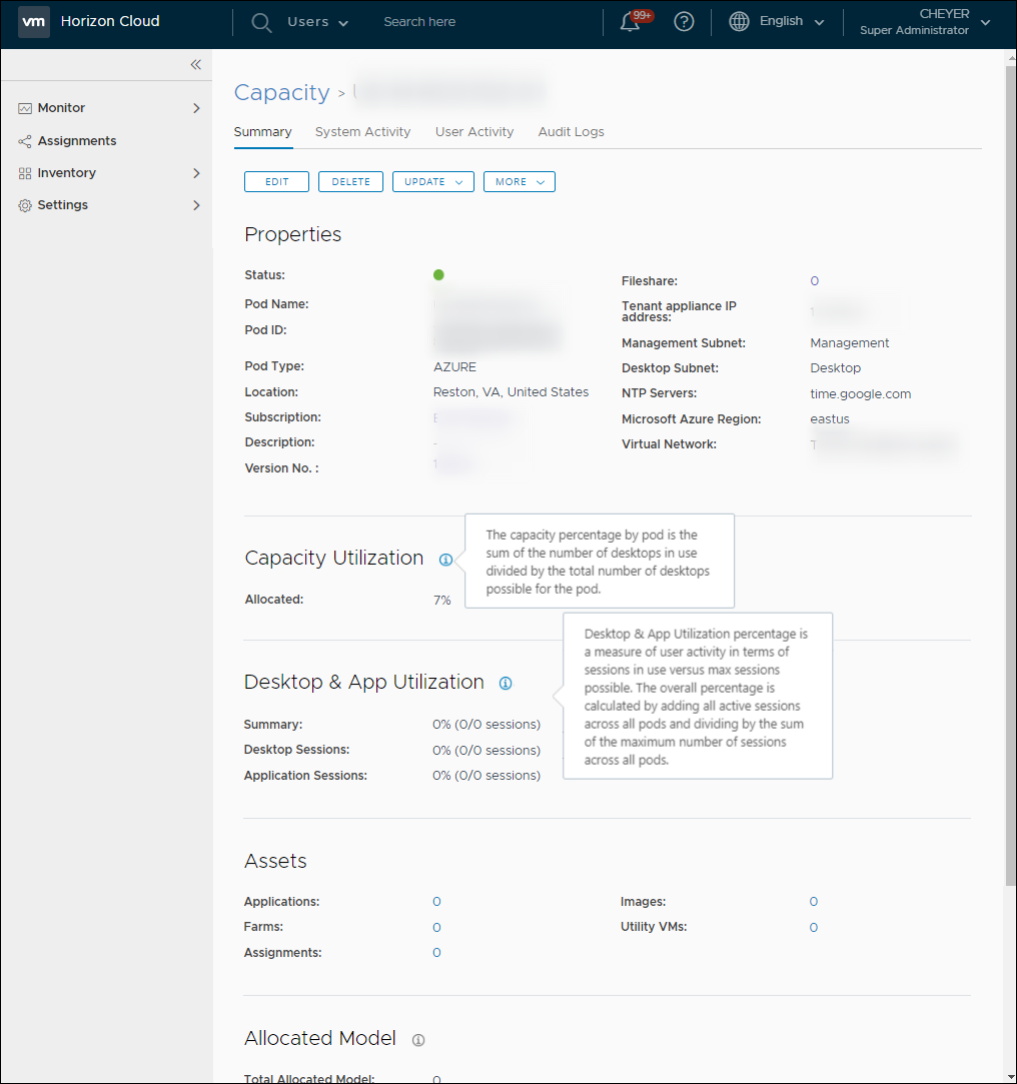 vm Horizon Cloud Users Search here 99+ English CHEYER
Super Administrator
Monitor
Assignments
Inventory
Settings
Capacity >
Summary System Activity User Activity Audit Logs
EDIT DELETE UPDATE MORE
Properties
Status:
Pod Name:
Pod ID:
Pod Type: AZURE
Location: Reston, VA, United States
Subscription:
Description: -
Version No. :
Fileshare: 0
Tenant appliance IP
address:
Management Subnet: Management
Desktop Subnet: Desktop
NTP Servers: time.google.com
Microsoft Azure Region: eastus
Virtual Network:
Capacity Utilization
The capacity percentage by pod is the
sum of the number of desktops in use
divided by the total number of desktops
possible for the pod.
Allocated: 7%
Desktop & App Utilization
Desktop & App Utilization percentage is
a measure of user activity in terms of
sessions in use versus max sessions
possible. The overall percentage is
calculated by adding all active sessions
across all pods and dividing by the sum
of the maximum number of sessions
across all pods.
Summary: 0% (0/0 sessions)
Desktop Sessions: 0% (0/0 sessions)
Application Sessions: 0% (0/0 sessions)
Assets
Applications: 0
Farms: 0
Assignments: 0
Images: 0
Utility VMs: 0
Allocated Model
Total Allocated Model: 0